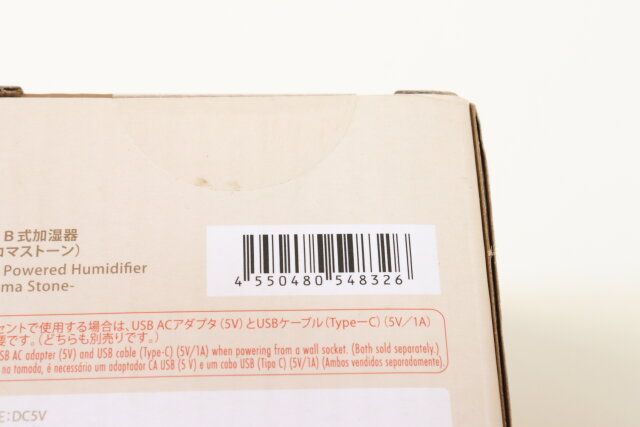 B式加湿器
マストーン)
Powered Humidifier
ma Stone-
4 550480 548326
セントで使用する場合は、USB ACアダプタ(5V)とUSBケーブル(Type－C)(5V／1A)
要です。(どちらも別売りです。)
SB AC adapter (5V) and USB cable (Type-C) (5V/1A) when powering from a wall socket. (Both sold separately.)
na tomada, é necessário um adaptador CA USB (5 V) e um cabo USB (Tipo C) (5V/1A) (Ambos vendidos separadamente).
E:DC5V